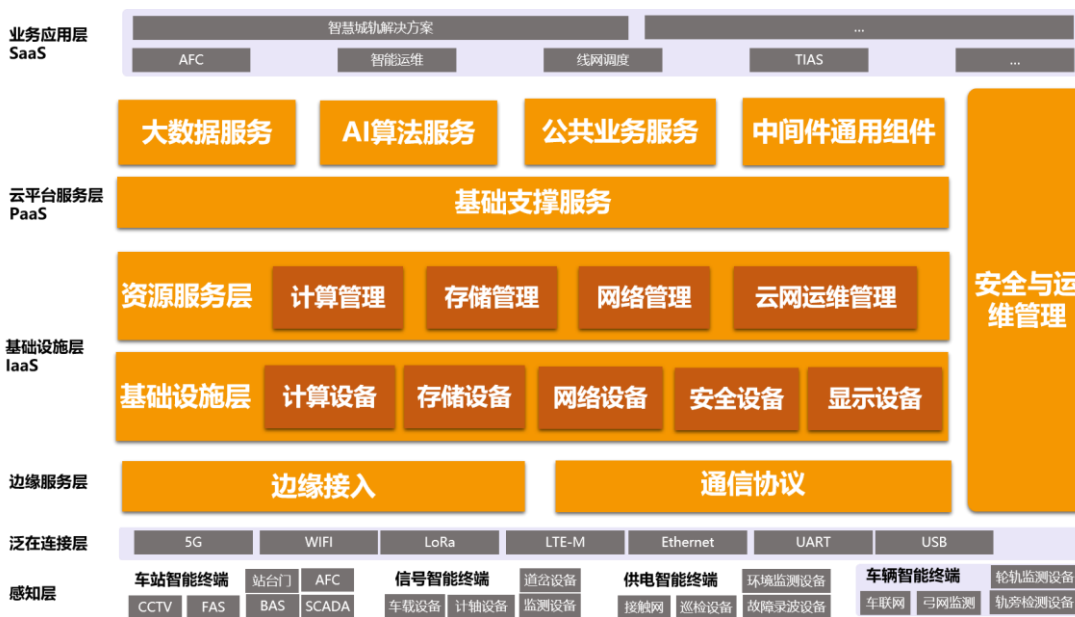 业务应用层
SaaS
智慧城轨解决方案
...
AFC
智能运维
线网调度
TIAS
...
云平台服务层
PaaS
大数据服务
AI算法服务
公共业务服务
中间件通用组件
基础支撑服务
安全与运
维管理
基础设施层
IaaS
资源服务层
计算管理
存储管理
网络管理
云网运维管理
基础设施层
计算设备
存储设备
网络设备
安全设备
显示设备
边缘服务层
边缘接入
通信协议
泛在连接层
5G
WIFI
LoRa
LTE-M
Ethernet
UART
USB
感知层
车站智能终端
站台门
AFC
CCTV
FAS
BAS
SCADA
信号智能终端
道岔设备
车载设备
计轴设备
监测设备
供电智能终端
环境监测设备
接触网
巡检设备
故障录波设备
车辆智能终端
轮轨监测设备
车联网
弓网监测
轨旁检测设备